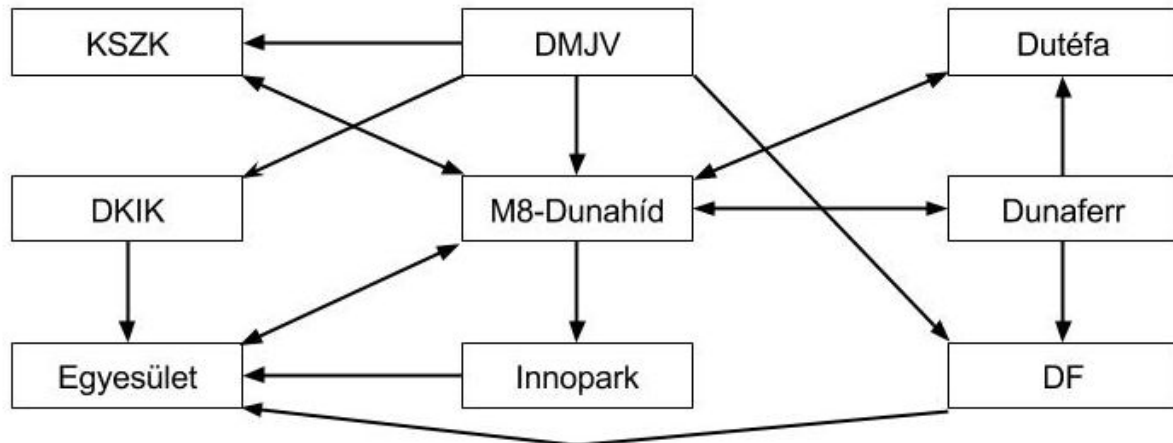 KSZK
DMJV
Dutéfa
DKIK
M8-Dunahíd
Dunaferr
Egyesület
Innopark
DF